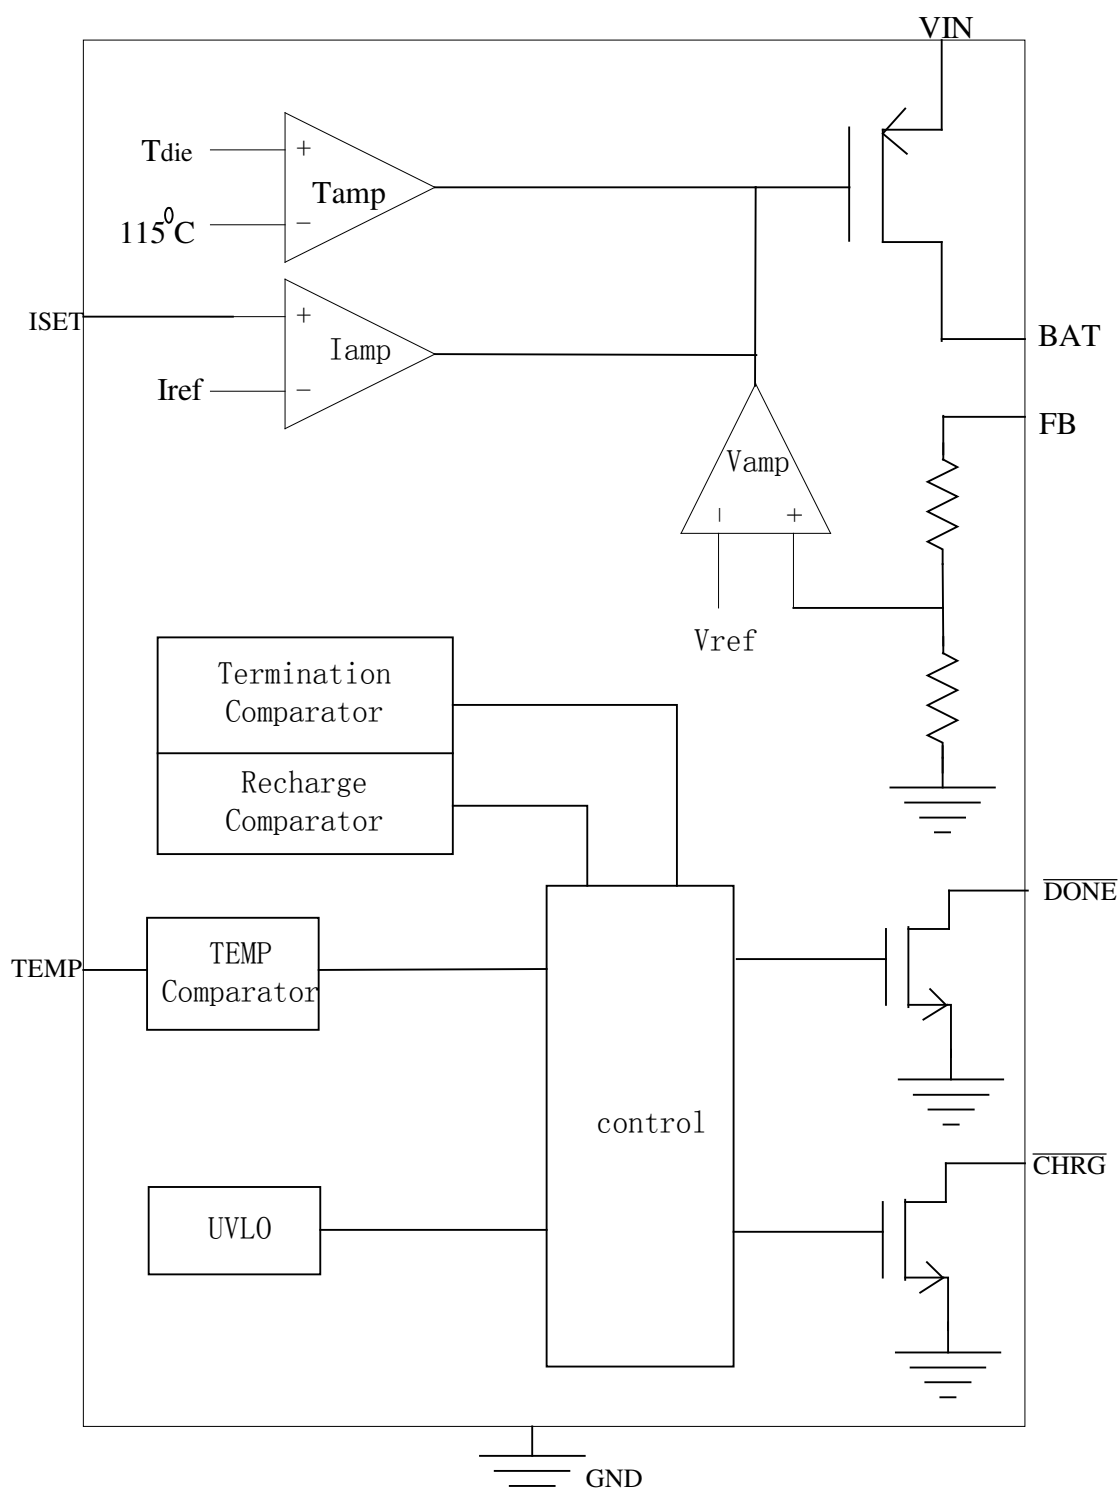 VIN
Tdie
+
Tamp
115⁰C
−
ISET
+
Iamp
BAT
Iref
−
FB
Vamp
− +
Vref
Termination
Comparator
Recharge
Comparator
DONE
TEMP
TEMP
Comparator
control
CHRG
UVLO
GND